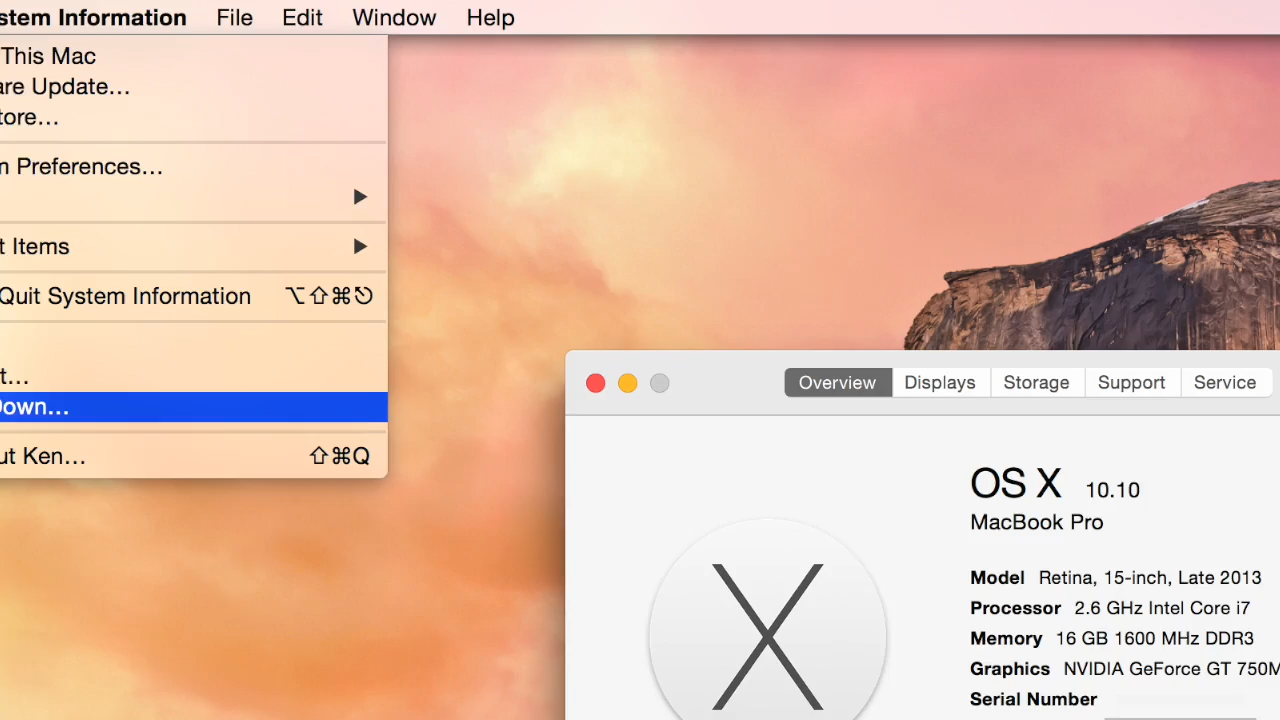 stem Information File Edit Window Help
This Mac
are Update…
tore…
m Preferences…
t Items
Quit System Information ⌥⇧⌘⎋
t…
Down…
ut Ken… ⇧⌘Q
Overview Displays Storage Support Service
OS X 10.10
MacBook Pro
Model Retina, 15-inch, Late 2013
Processor 2.6 GHz Intel Core i7
Memory 16 GB 1600 MHz DDR3
Graphics NVIDIA GeForce GT 750M
Serial Number